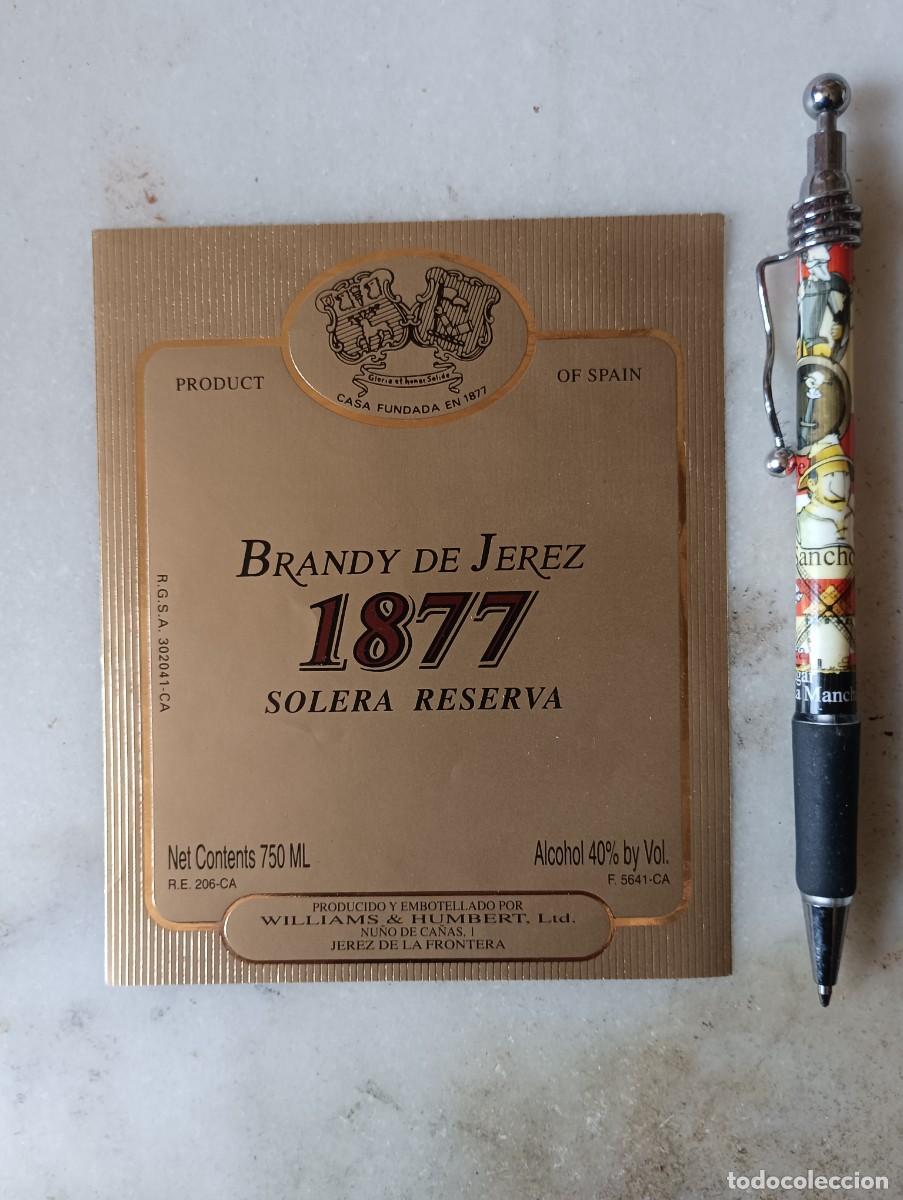 PRODUCT
OF SPAIN
Gloria et honor Solido
CASA FUNDADA EN 1877
BRANDY DE JEREZ
1877
SOLERA RESERVA
R.G.S.A. 302041-CA
Net Contents 750 ML
R.E. 206-CA
Alcohol 40% by Vol.
F. 5641-CA
PRODUCIDO Y EMBOTELLADO POR
WILLIAMS & HUMBERT, Ltd.
NUÑO DE CAÑAS, 1
JEREZ DE LA FRONTERA
ancho
a Manch
todocoleccion